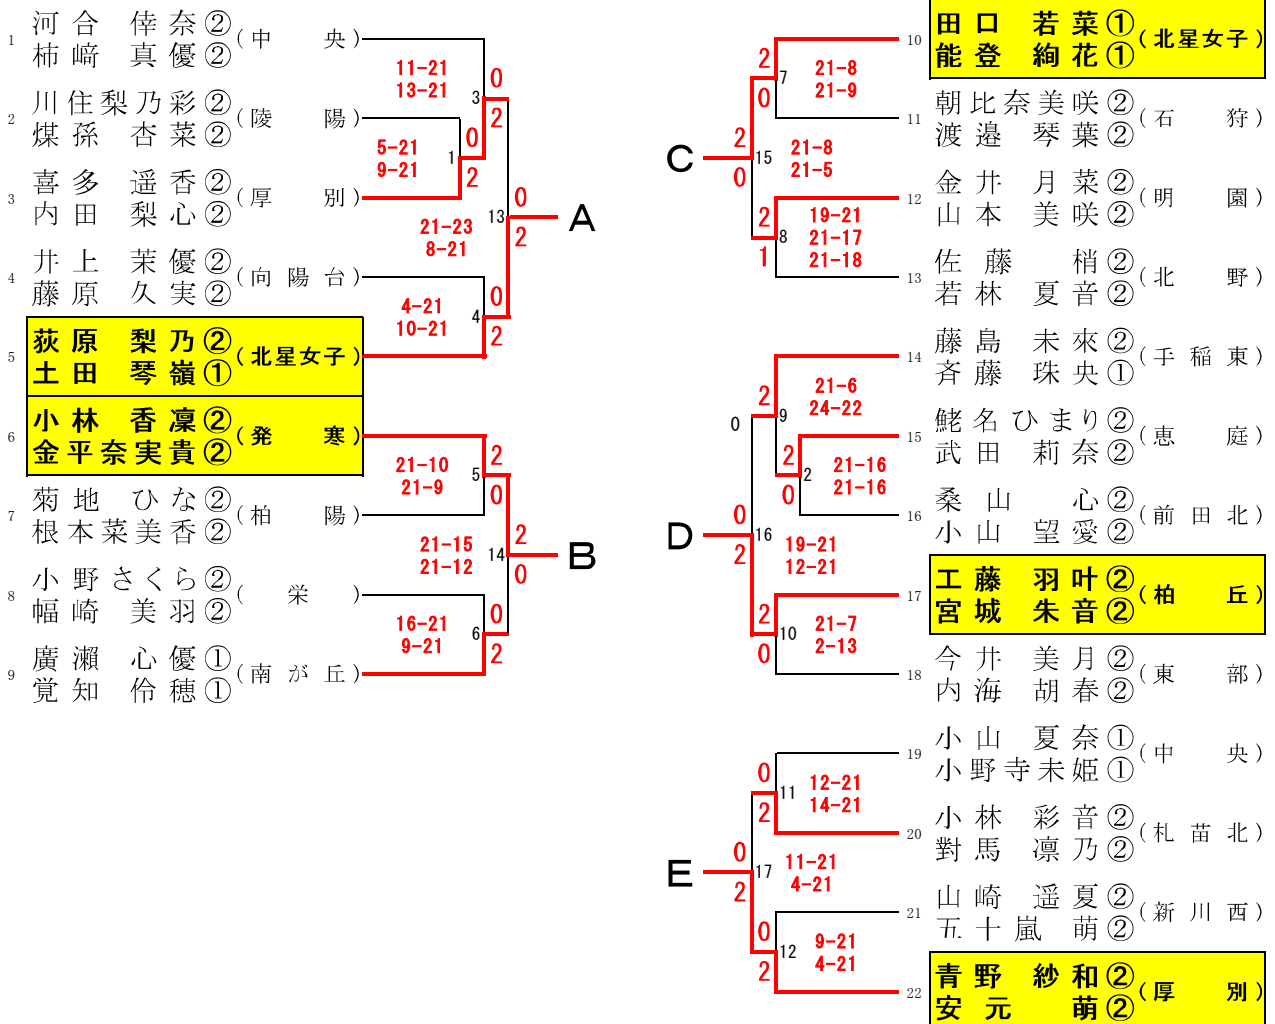 1 河合 倖奈② (中 央)
柿﨑 真優②
2 川住梨乃彩② (陵 陽)
煤孫 杏菜②
3 喜多 遥香② (厚 別)
内田 梨心②
4 井上 茉優② (向陽台)
藤原 久実②
5 荻原 梨乃② (北星女子)
土田 琴嶺①
6 小林 香凜② (発 寒)
金平奈実貴②
7 菊地 ひな② (柏 陽)
根本菜美香②
8 小野さくら② (栄)
幅崎 美羽②
9 廣瀬 心優① (南が丘)
覚知 伶穂①
11-21
13-21
0
3
2
5-21
9-21
0
1
2
21-23
8-21
0
13
2
A
4-21
10-21
0
4
2
21-10
21-9
2
5
0
21-15
21-12
2
14
0
B
16-21
9-21
0
6
2
10 田口 若菜① (北星女子)
能登 絢花①
11 朝比奈美咲② (石 狩)
渡邉 琴葉②
12 金井 月菜② (明 園)
山本 美咲②
13 佐藤 梢② (北 野)
若林 夏音②
14 藤島 未來② (手稲東)
斉藤 珠央①
15 鮱名ひまり② (恵 庭)
武田 莉奈②
16 桑山 心② (前田北)
小山 望愛②
17 工藤 羽叶② (柏 丘)
宮城 朱音②
18 今井 美月② (東 部)
内海 胡春②
19 小山 夏奈① (中 央)
小野寺未姫①
20 小林 彩音② (札苗北)
對馬 凛乃②
21 山崎 遥夏② (新川西)
五十嵐 萌②
22 青野 紗和② (厚 別)
安元 萌②
2
7
0
21-8
21-9
C
2
15
0
21-8
21-5
2
8
1
19-21
21-17
21-18
2
9
0
21-6
24-22
2
2
0
21-16
21-16
D
0
16
2
19-21
12-21
2
10
0
21-7
2-13
0
11
2
12-21
14-21
E
0
17
2
11-21
4-21
0
12
2
9-21
4-21